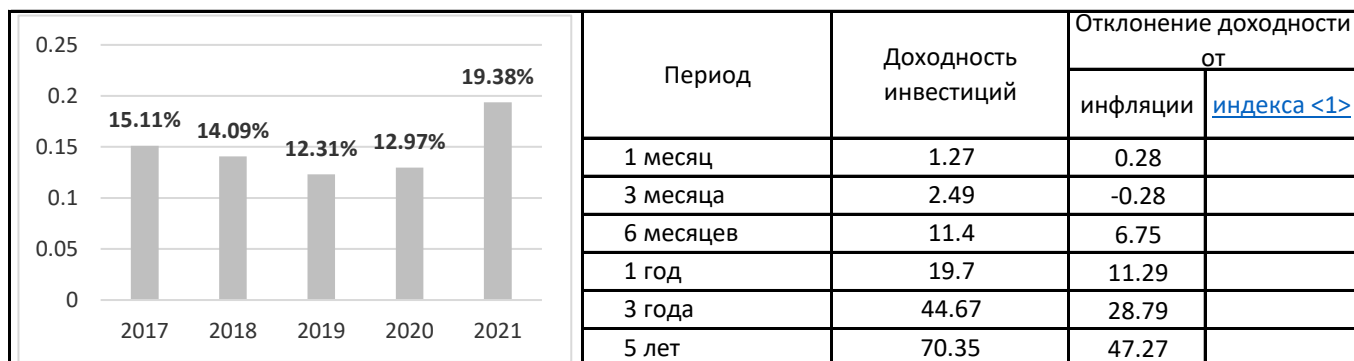 0.25
0.2
0.15
0.1
0.05
0
15.11%
14.09%
12.31%
12.97%
19.38%
2017 2018 2019 2020 2021
Период
Доходность
инвестиций
Отклонение доходности
от
инфляции индекса <1>
1 месяц 1.27 0.28
3 месяца 2.49 -0.28
6 месяцев 11.4 6.75
1 год 19.7 11.29
3 года 44.67 28.79
5 лет 70.35 47.27